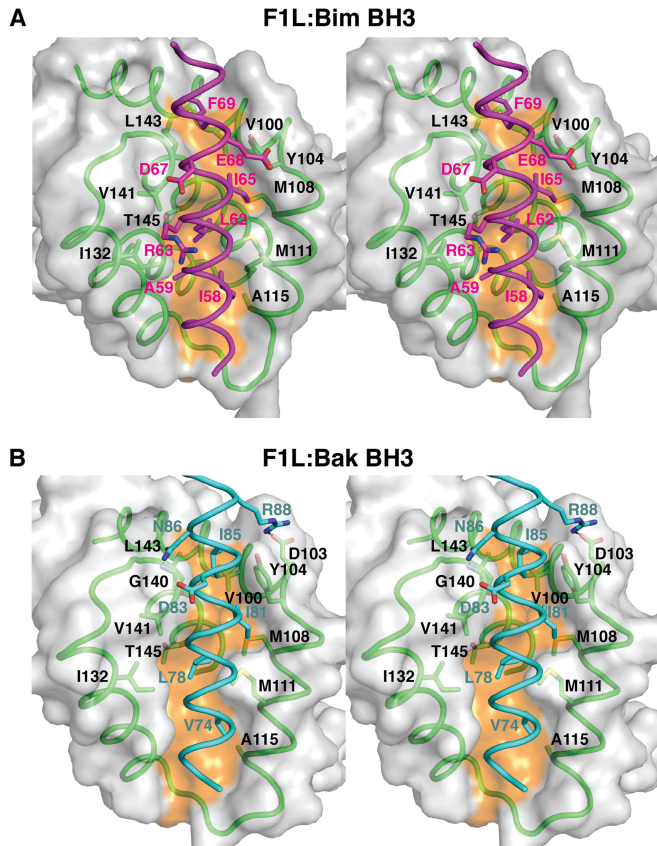 A
F1L:Bim BH3
F69 F69
L143 V100 L143 V100
E68 Y104 E68 Y104
D67 D67
I65 M108 I65 M108
V141 V141
T145 L62 T145 L62
I132 R63 M111 I132 R63 M111
A59 I58 A115 A59 I58 A115
B
F1L:Bak BH3
R88 R88
N86 I85 N86 I85
L143 D103 L143 D103
Y104 Y104
G140 G140
D83 V100 D83 V100
I81 I81
V141 M108 V141 M108
T145 T145
I132 L78 M111 I132 L78 M111
V74 V74
A115 A115